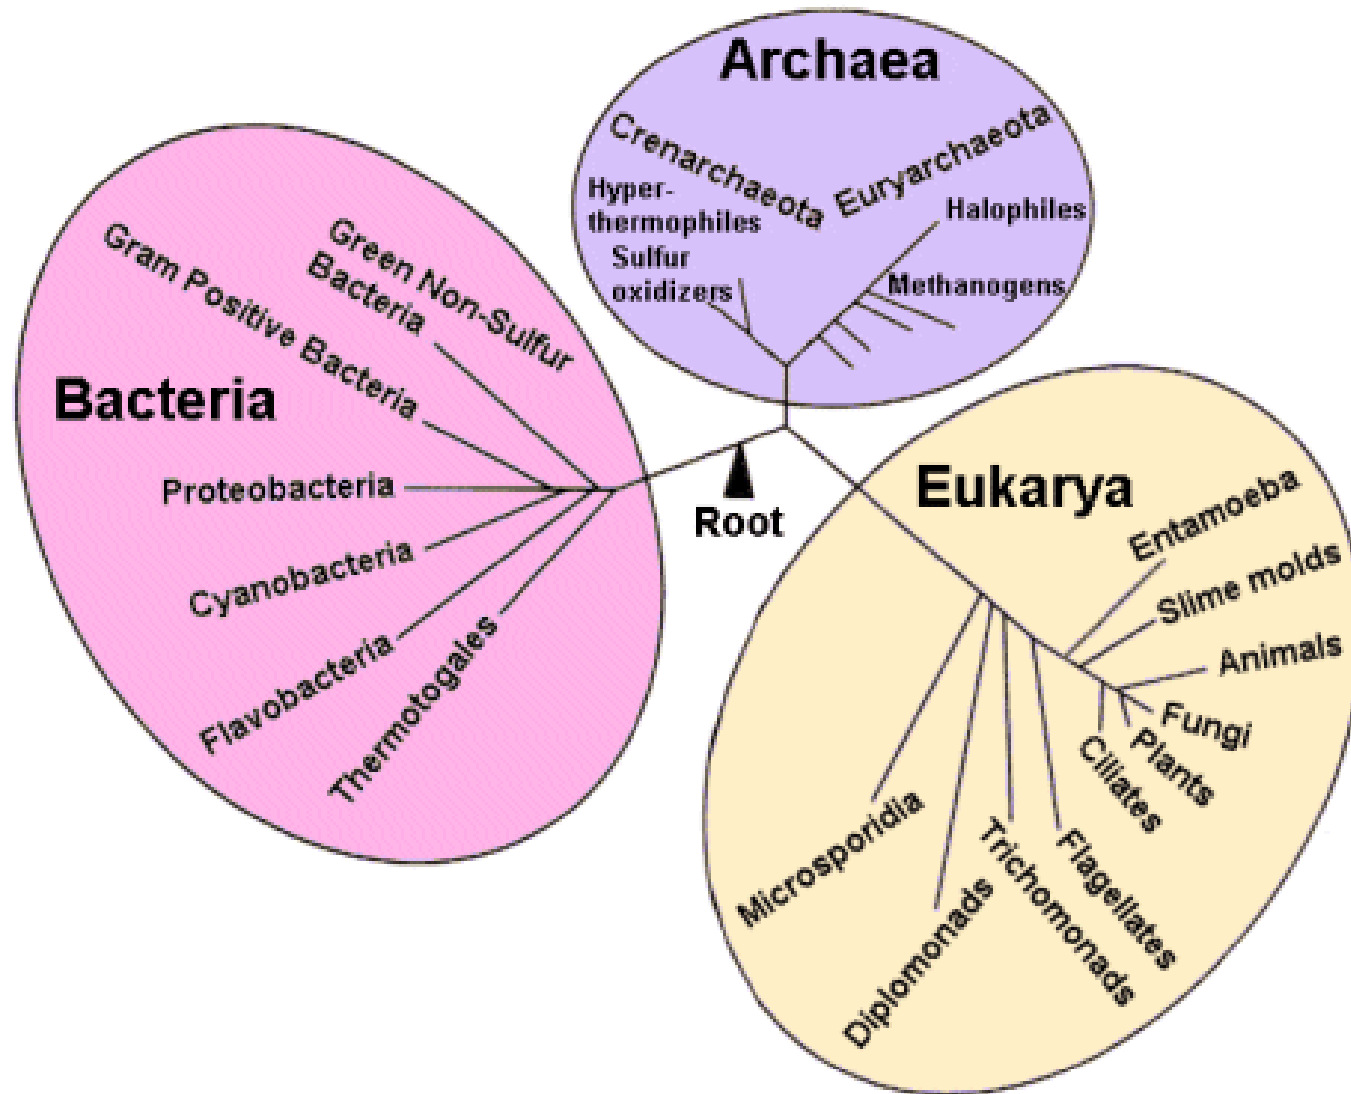 Archaea
Crenarchaeota
Euryarchaeota
Hyper-
thermophiles
Sulfur
oxidizers
Halophiles
Methanogens
Bacteria
Green Non-Sulfur
Bacteria
Gram Positive Bacteria
Proteobacteria
Cyanobacteria
Flavobacteria
Thermotogales
Root
Eukarya
Entamoeba
Slime molds
Animals
Fungi
Plants
Ciliates
Flagellates
Trichomonads
Diplomonads
Microsporidia